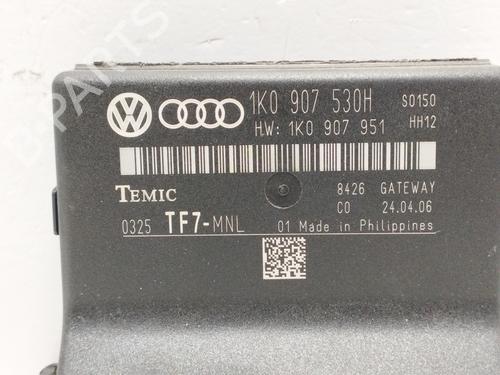 1K0 907 530H S0150
H.W: 1K0 907 951 HH12
TEMIC 8426 GATEWAY
C0 24.04.06
0325 TF7-MNL 01 Made in Philippines
B-PARTS